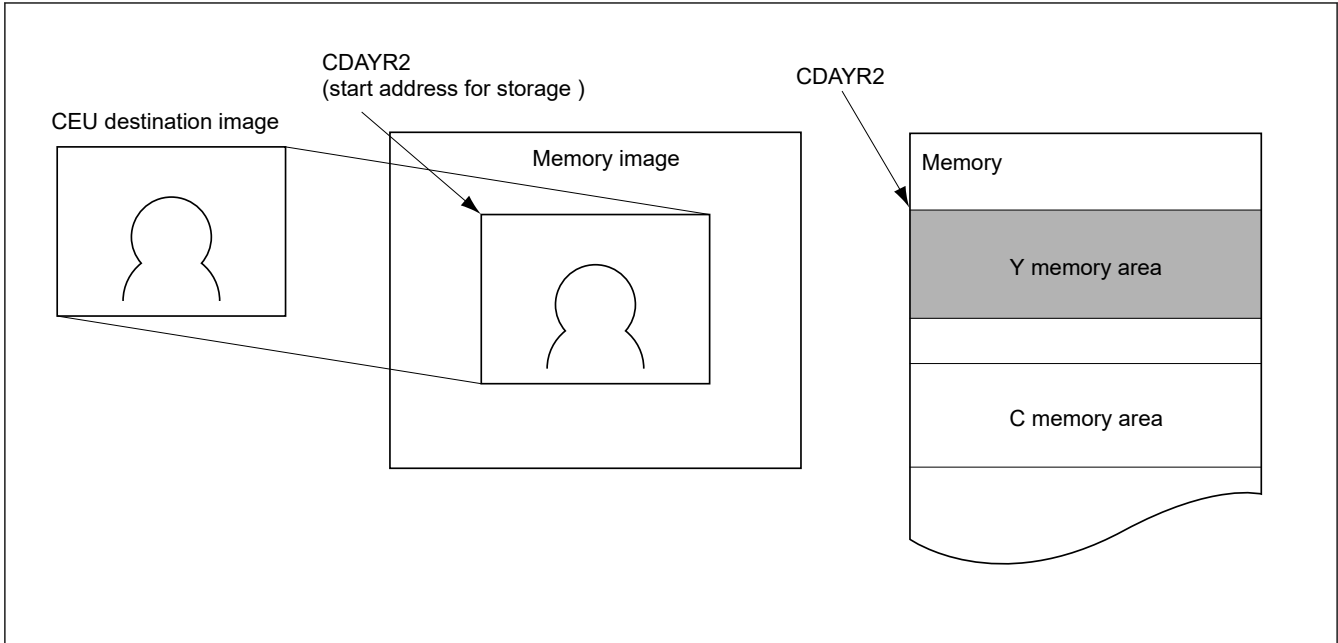 CDAYR2
(start address for storage )
CDAYR2
CEU destination image
Memory image
Memory
Y memory area
C memory area